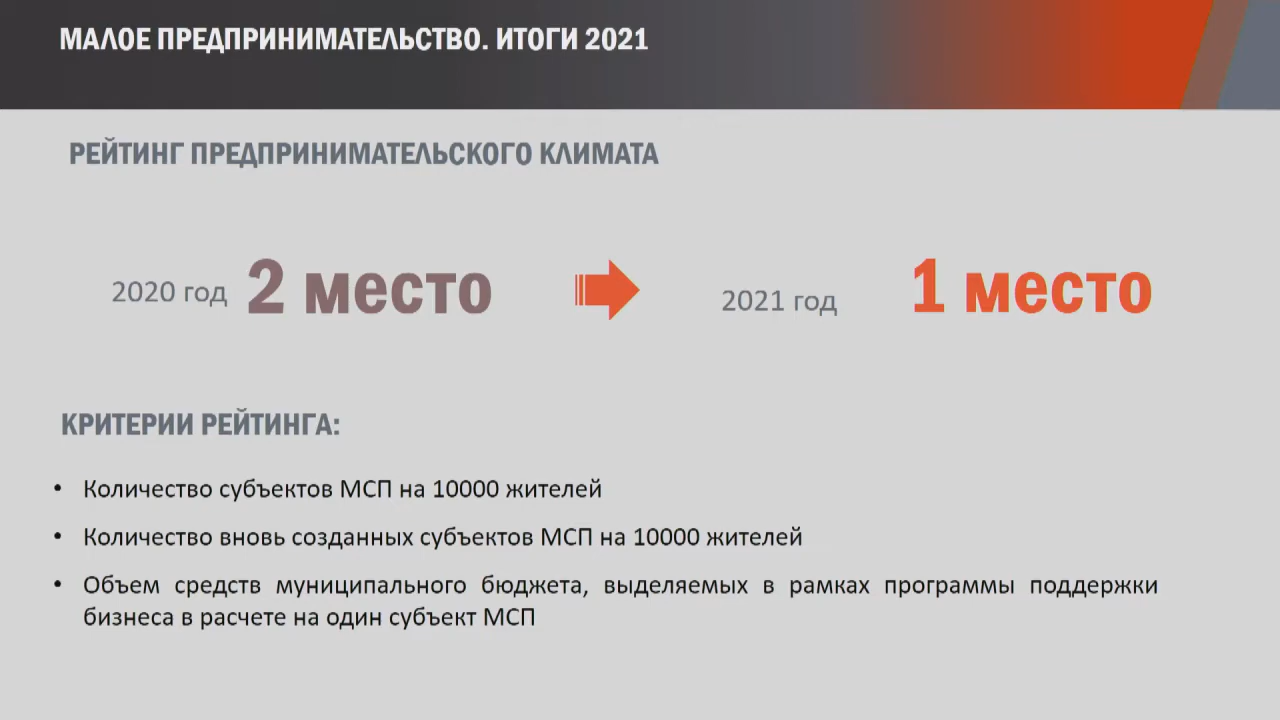 МАЛОЕ ПРЕДПРИНИМАТЕЛЬСТВО. ИТОГИ 2021
РЕЙТИНГ ПРЕДПРИНИМАТЕЛЬСКОГО КЛИМАТА
2020 год 2 место
2021 год 1 место
КРИТЕРИИ РЕЙТИНГА:
• Количество субъектов МСП на 10000 жителей
• Количество вновь созданных субъектов МСП на 10000 жителей
• Объем средств муниципального бюджета, выделяемых в рамках программы поддержки
бизнеса в расчете на один субъект МСП